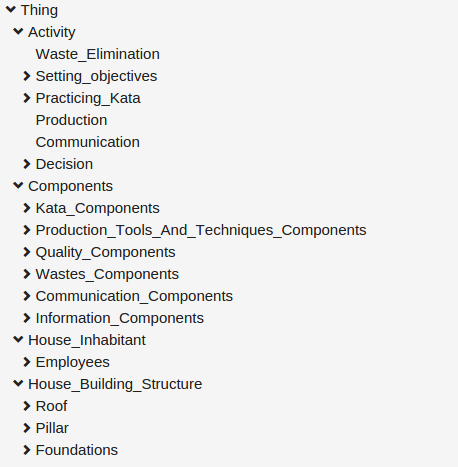 Thing
Activity
Waste_Elimination
Setting_objectives
Practicing_Kata
Production
Communication
Decision
Components
Kata_Components
Production_Tools_And_Techniques_Components
Quality_Components
Wastes_Components
Communication_Components
Information_Components
House_Inhabitant
Employees
House_Building_Structure
Roof
Pillar
Foundations